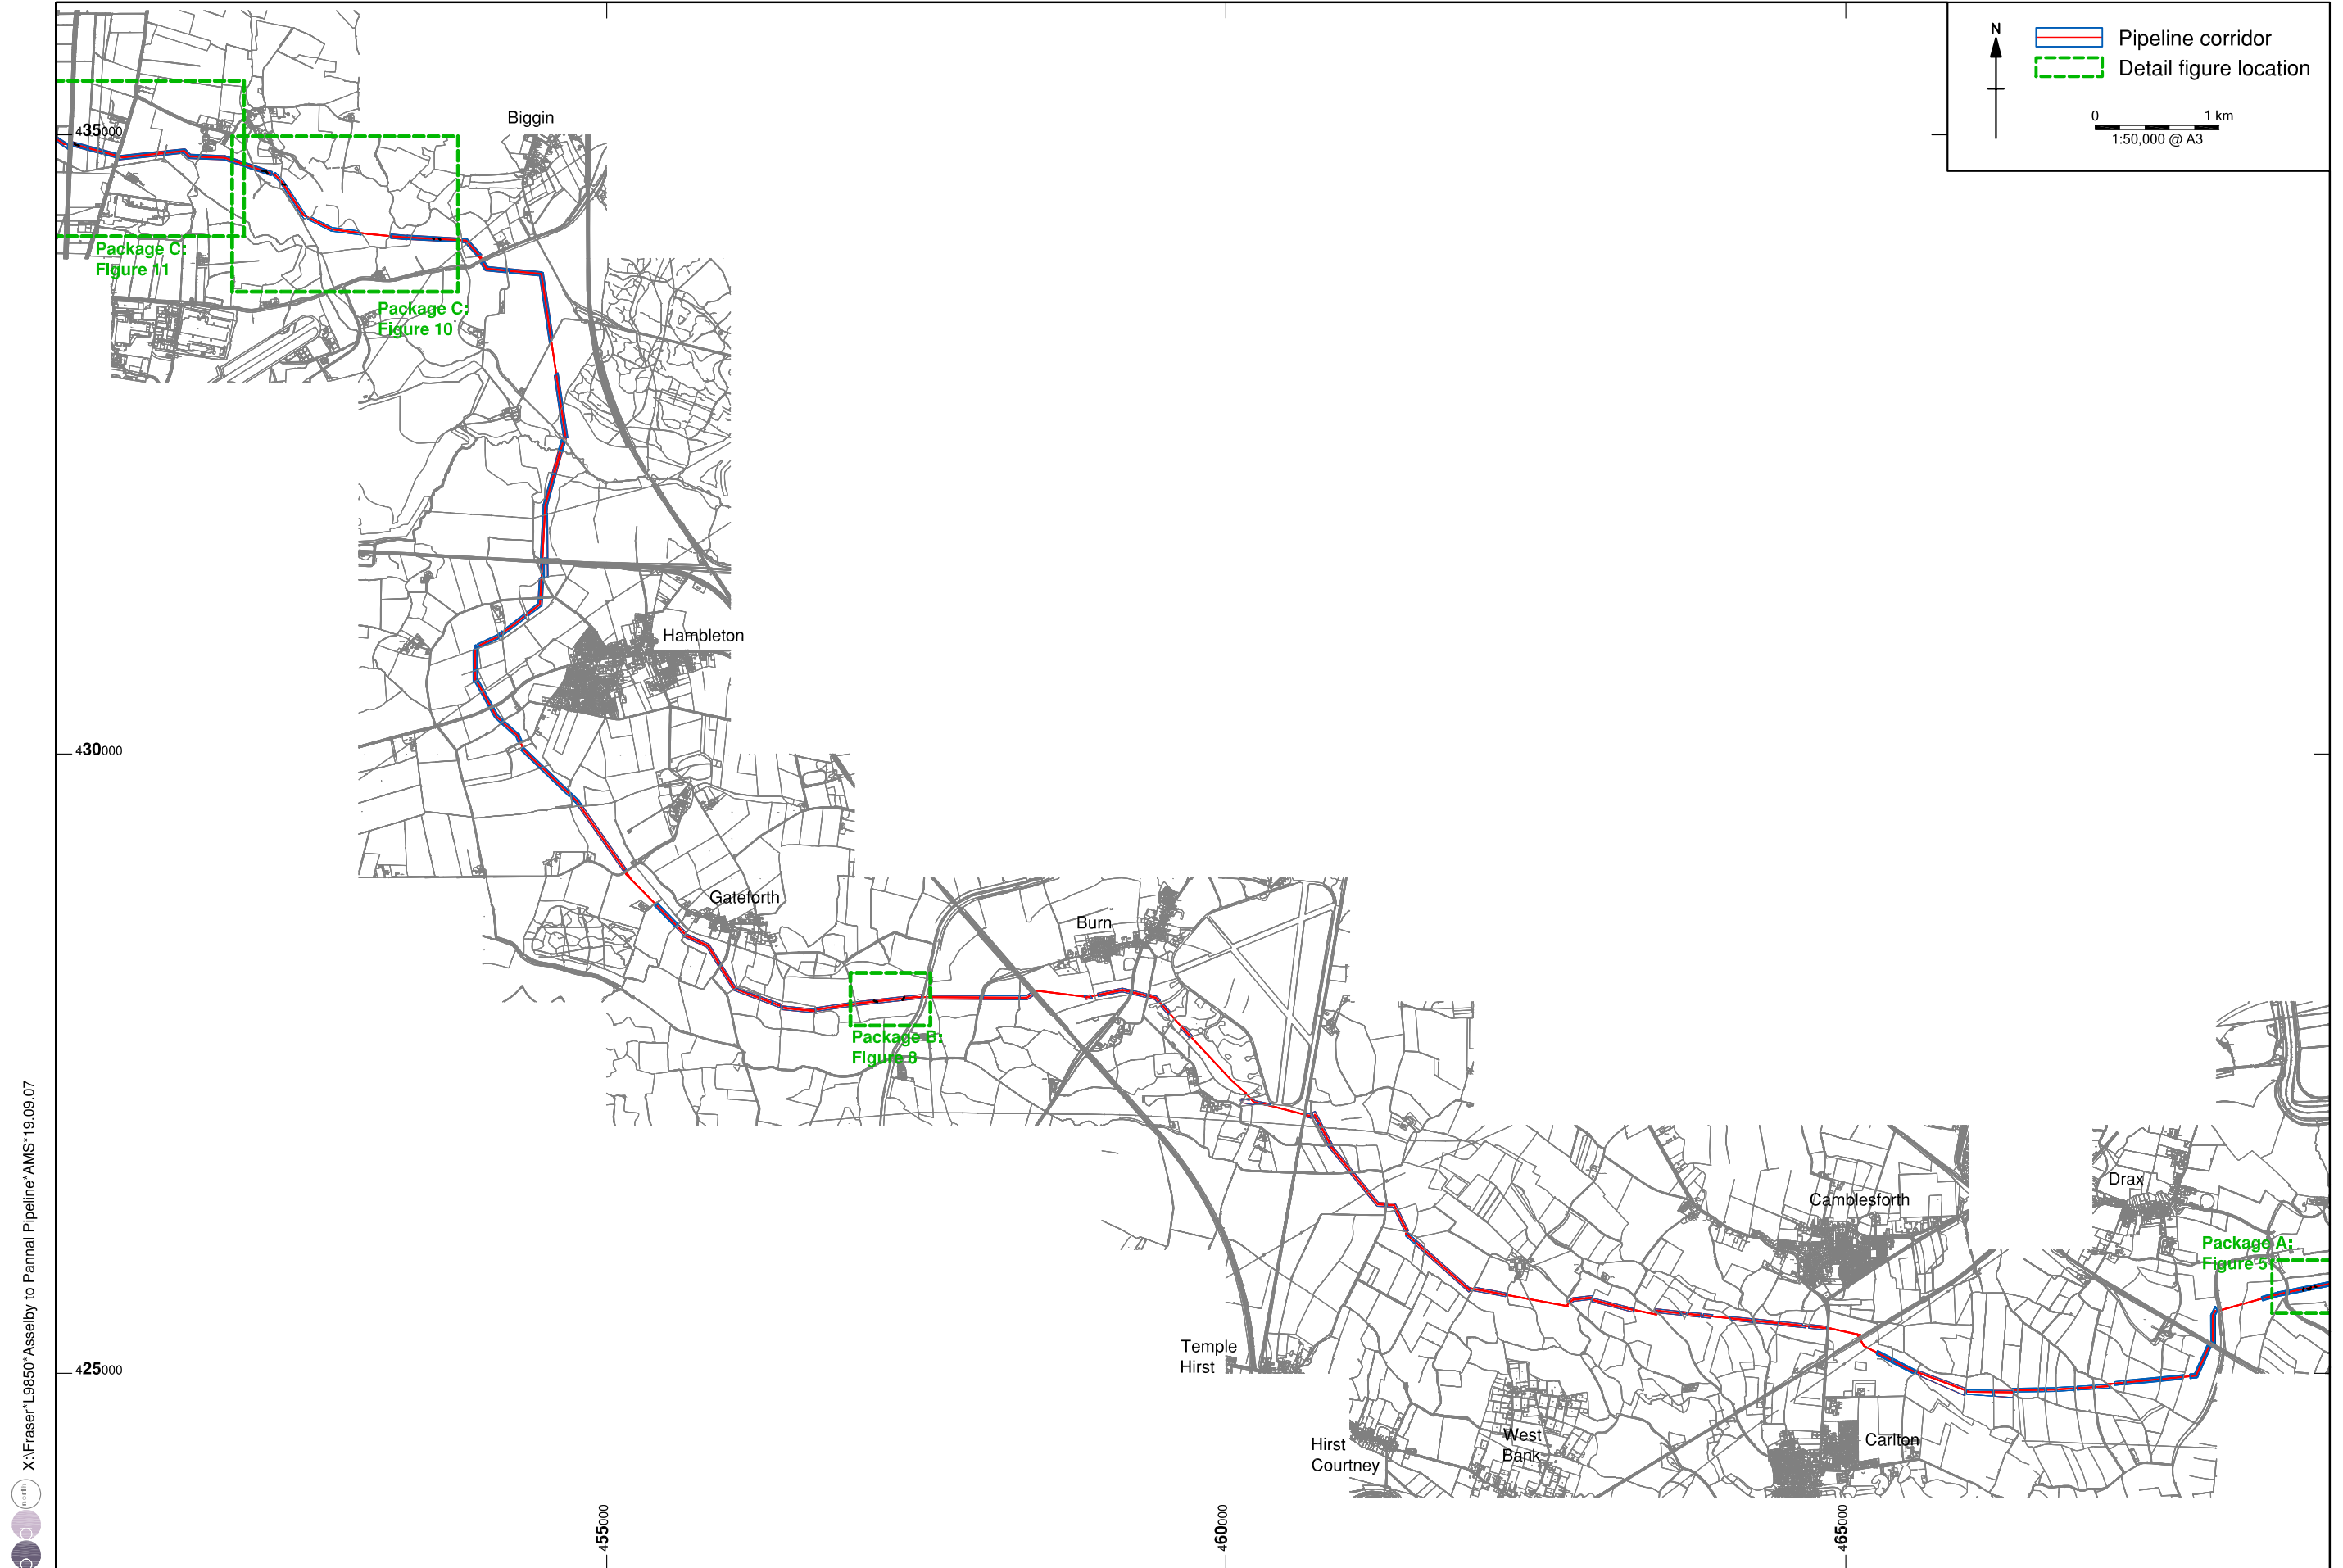 N
Pipeline corridor
Detail figure location
0 1 km
1:50,000 @ A3
Biggin
435000
Package C:
Figure 11
Package C:
Figure 10
Hambleton
430000
Gateforth
Burn
Package B:
Figure 8
Drax
Camblesforth
Package A:
Figure 5
Temple
Hirst
425000
Hirst
Courtney
West
Bank
Carlton
455000
460000
465000
X:\Fraser*L9850*Asselby to Pannal Pipeline*AMS*19.09.07
north